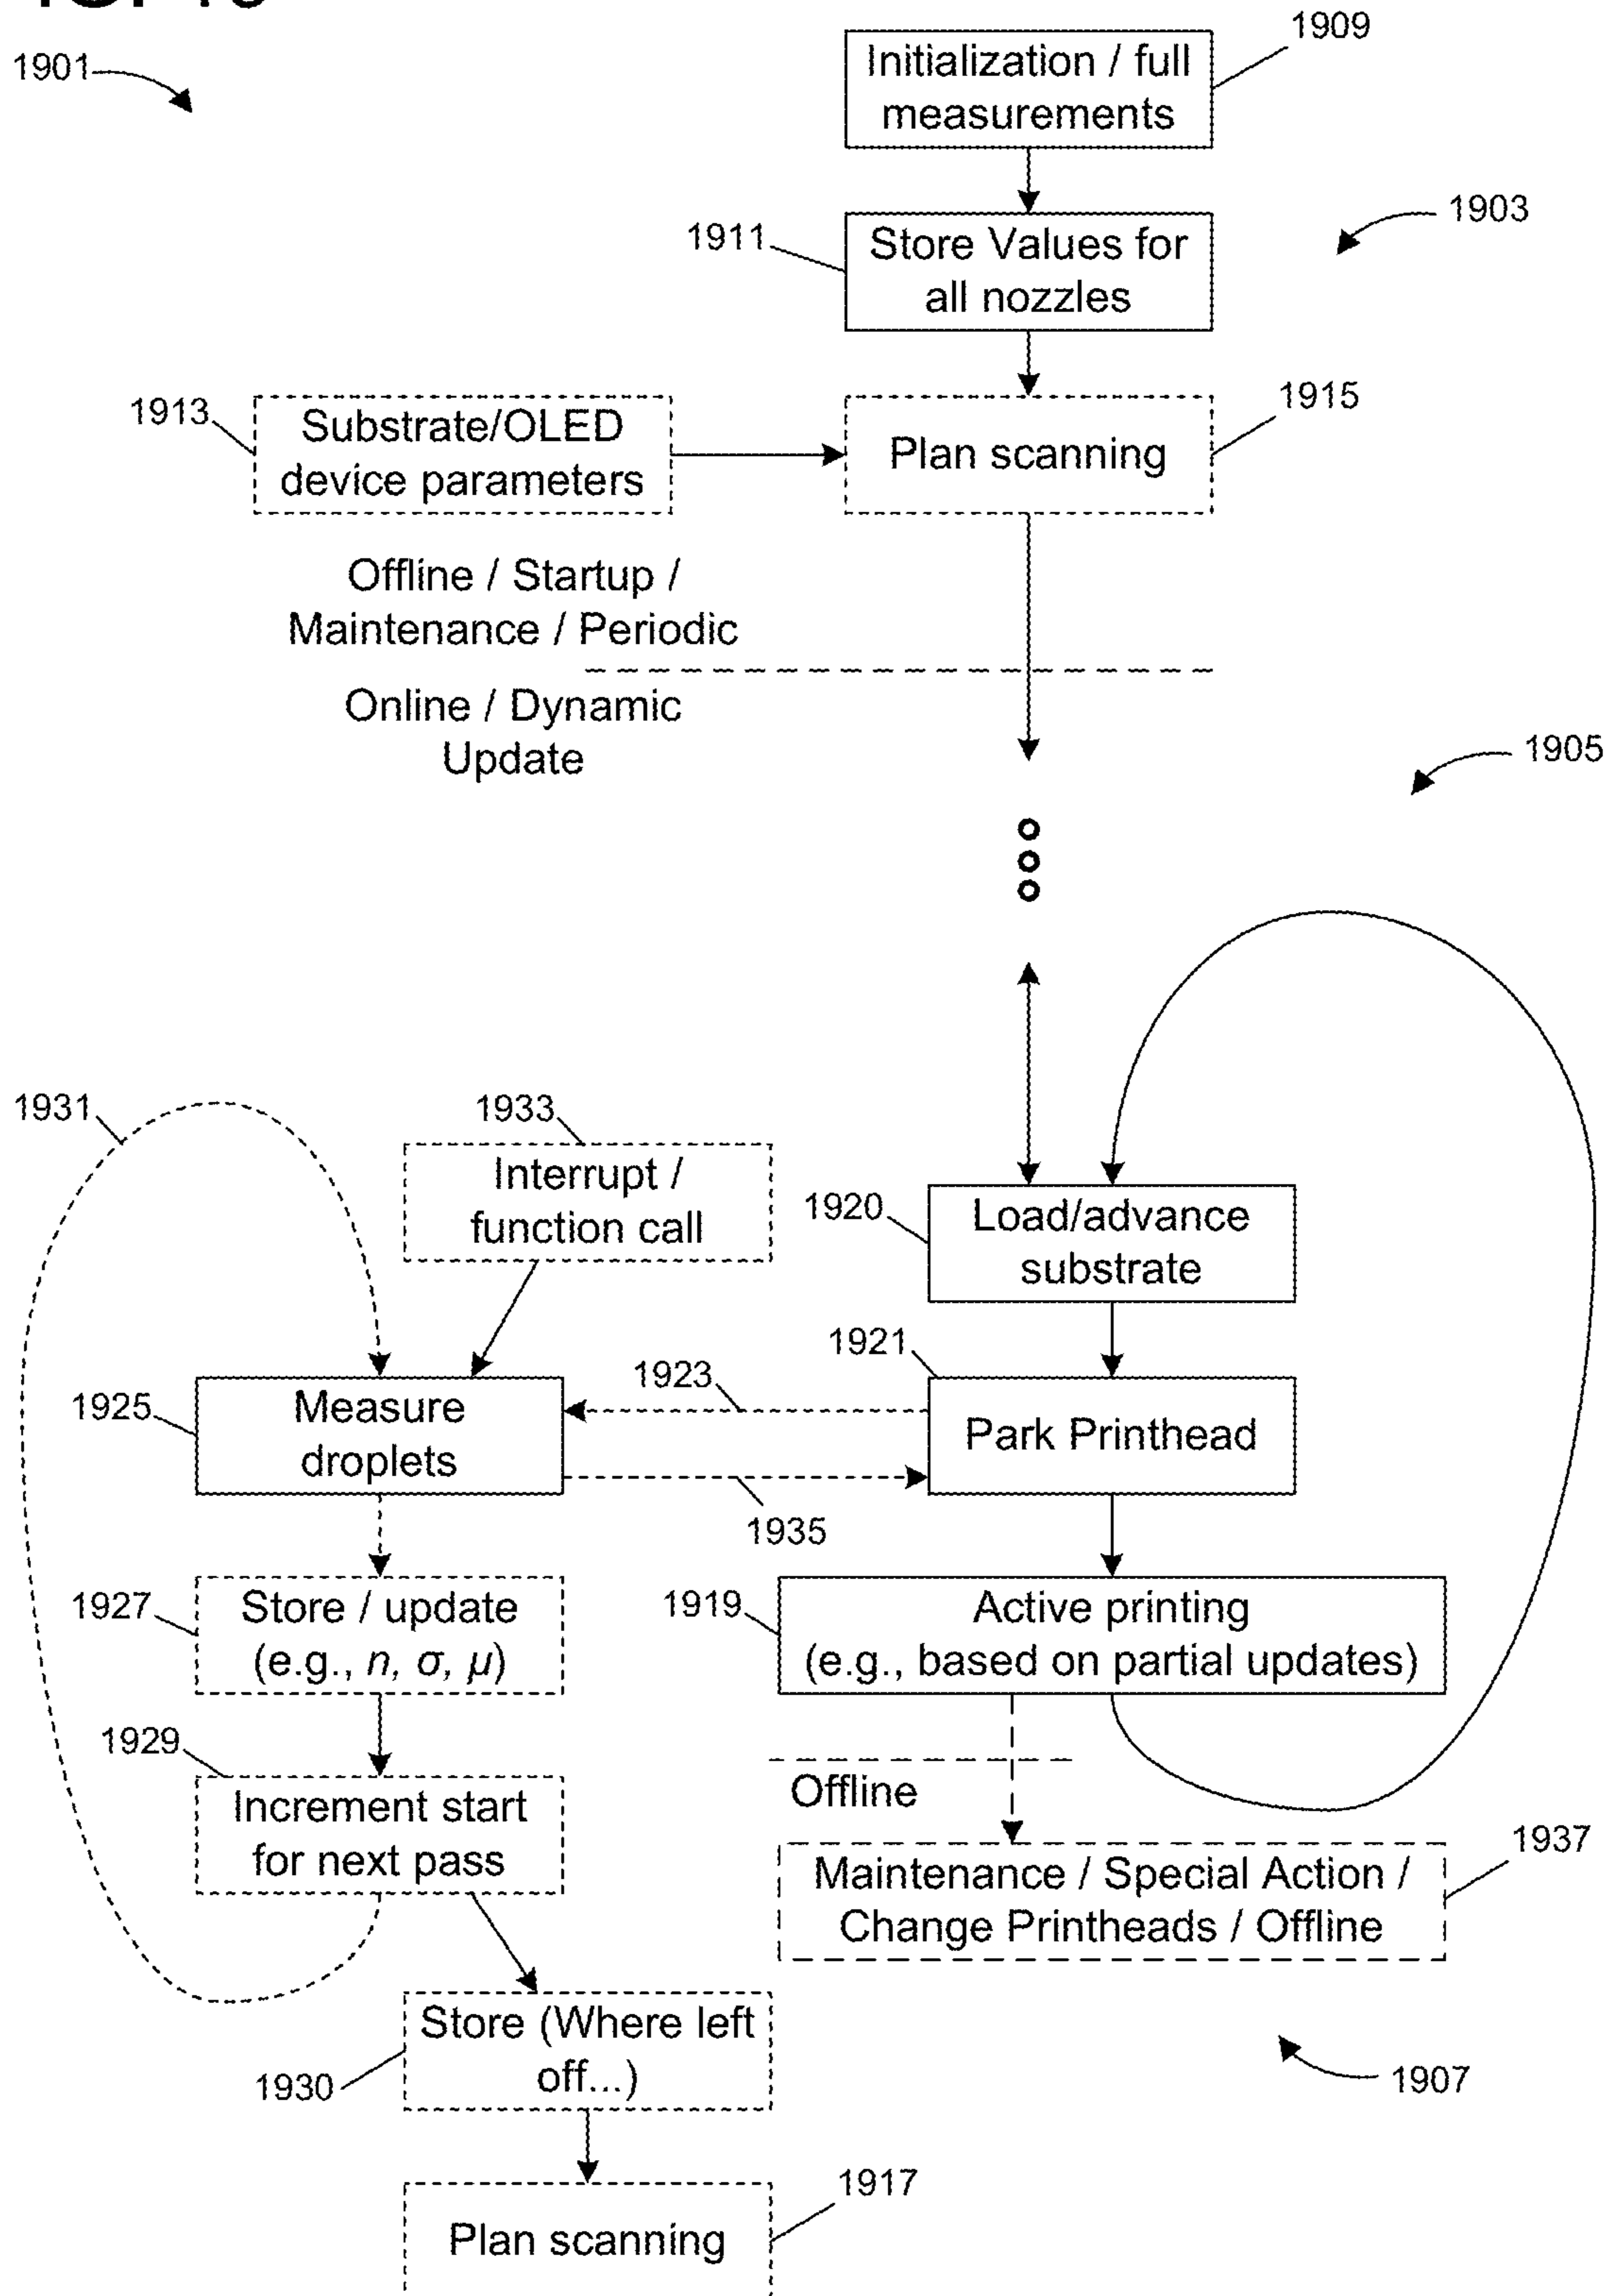 1909
1901
Initialization / full
measurements
1903
1911
Store Values for
all nozzles
1913
1915
Substrate/OLED
device parameters
Plan scanning
Offline / Startup /
Maintenance / Periodic
Online / Dynamic
Update
1905
1931
1933
Interrupt /
function call
1920
Load/advance
substrate
1921
1923
1925
Measure
droplets
Park Printhead
1935
1927
Store / update
(e.g., n, σ, μ)
1919
Active printing
(e.g., based on partial updates)
1929
Increment start
for next pass
Offline
1937
Maintenance / Special Action /
Change Printheads / Offline
Store (Where left
off...)
1930
1907
1917
Plan scanning